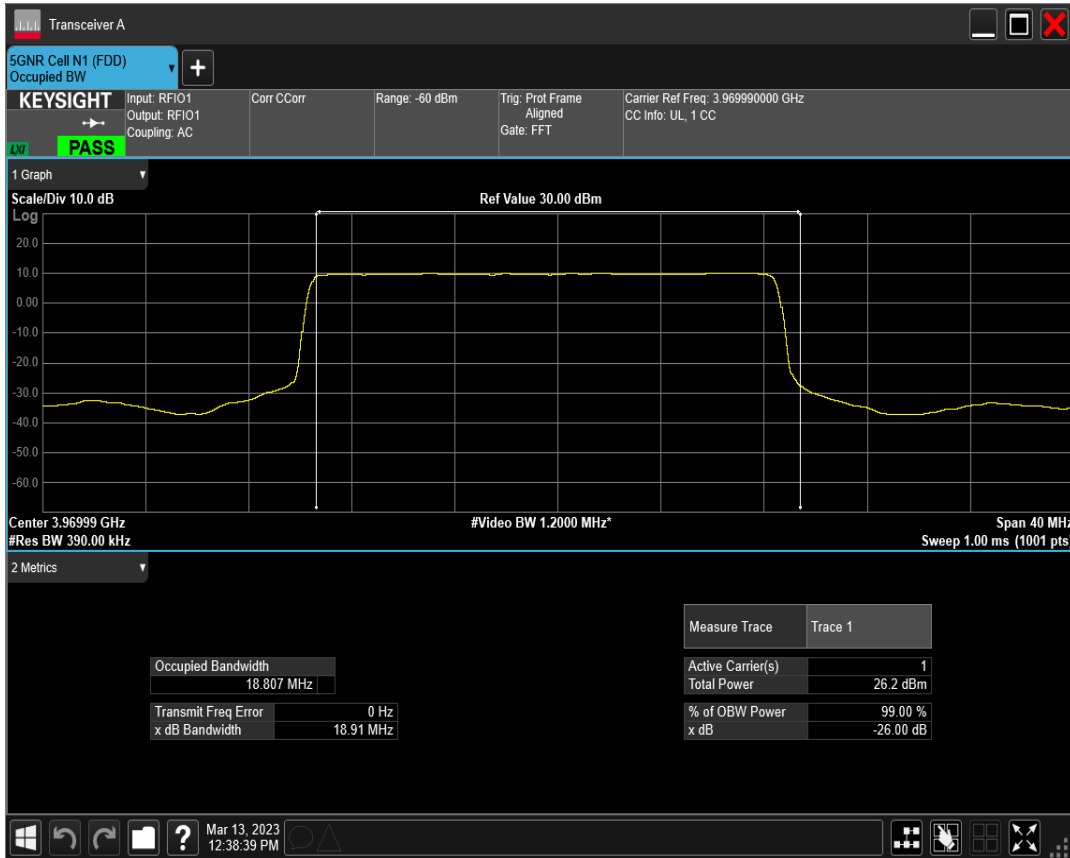 Transceiver A
5GNR Cell N1 (FDD)
Occupied BW
+
KEYSIGHT
LXI
PASS
Input: RFIO1
Output: RFIO1
Coupling: AC
Corr CCorr
Range: -60 dBm
Trig: Prot Frame
Aligned
Gate: FFT
Carrier Ref Freq: 3.969990000 GHz
CC Info: UL, 1 CC
1 Graph
Scale/Div 10.0 dB
Ref Value 30.00 dBm
Log
20.0
10.0
0.00
-10.0
-20.0
-30.0
-40.0
-50.0
-60.0
Center 3.96999 GHz
#Video BW 1.2000 MHz*
Span 40 MHz
#Res BW 390.00 kHz
Sweep 1.00 ms (1001 pts)
2 Metrics
Measure Trace Trace 1
Occupied Bandwidth
18.807 MHz
Transmit Freq Error 0 Hz
x dB Bandwidth 18.91 MHz
Active Carrier(s) 1
Total Power 26.2 dBm
% of OBW Power 99.00 %
x dB -26.00 dB
?
Mar 13, 2023
12:38:39 PM